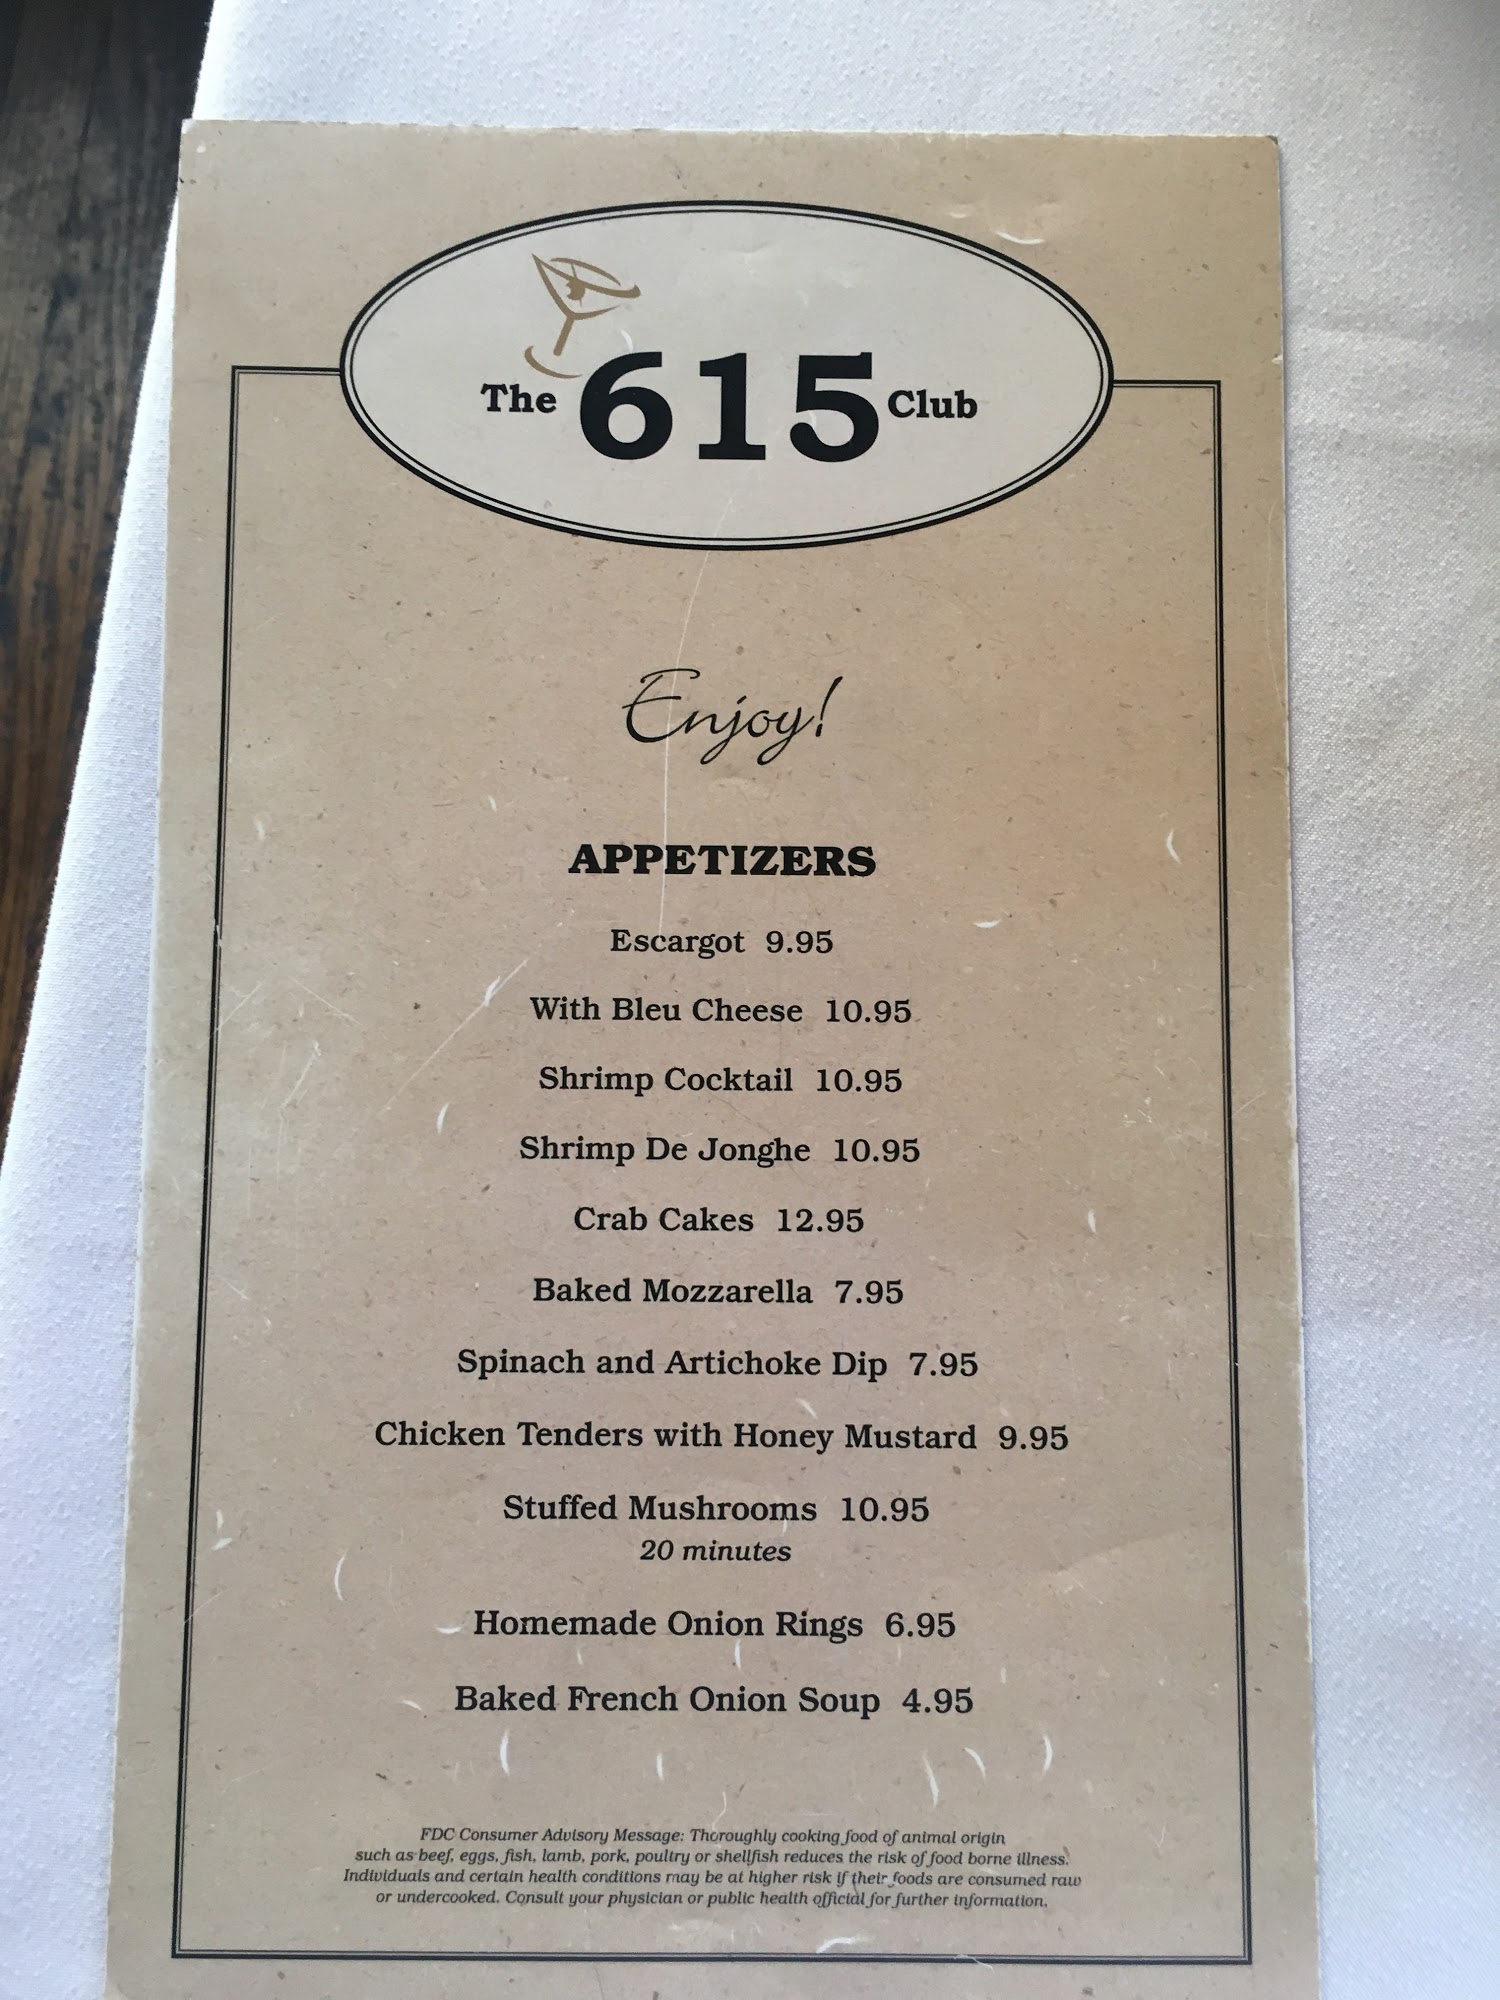 The 615 Club
Enjoy!
APPETIZERS
Escargot 9.95
With Bleu Cheese 10.95
Shrimp Cocktail 10.95
Shrimp De Jonghe 10.95
Crab Cakes 12.95
Baked Mozzarella 7.95
Spinach and Artichoke Dip 7.95
Chicken Tenders with Honey Mustard 9.95
Stuffed Mushrooms 10.95
20 minutes
Homemade Onion Rings 6.95
Baked French Onion Soup 4.95
FDC Consumer Advisory Message: Thoroughly cooking food of animal origin
such as beef, eggs, fish, lamb, pork, poultry or shellfish reduces the risk of food borne illness.
Individuals and certain health conditions may be at higher risk if their foods are consumed raw
or undercooked. Consult your physician or public health official for further information.